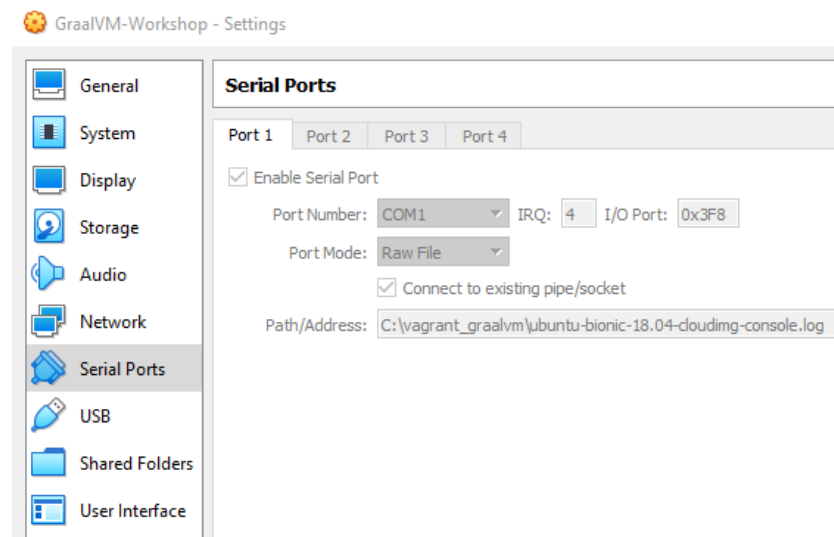 GraalVM-Workshop - Settings
General
System
Display
Storage
Audio
Network
Serial Ports
USB
Shared Folders
User Interface
Serial Ports
Port 1 Port 2 Port 3 Port 4
Enable Serial Port
Port Number: COM1 IRQ: 4 I/O Port: 0x3F8
Port Mode: Raw File
Connect to existing pipe/socket
Path/Address: C:\vagrant_graalvm\ubuntu-bionic-18.04-cloudimg-console.log